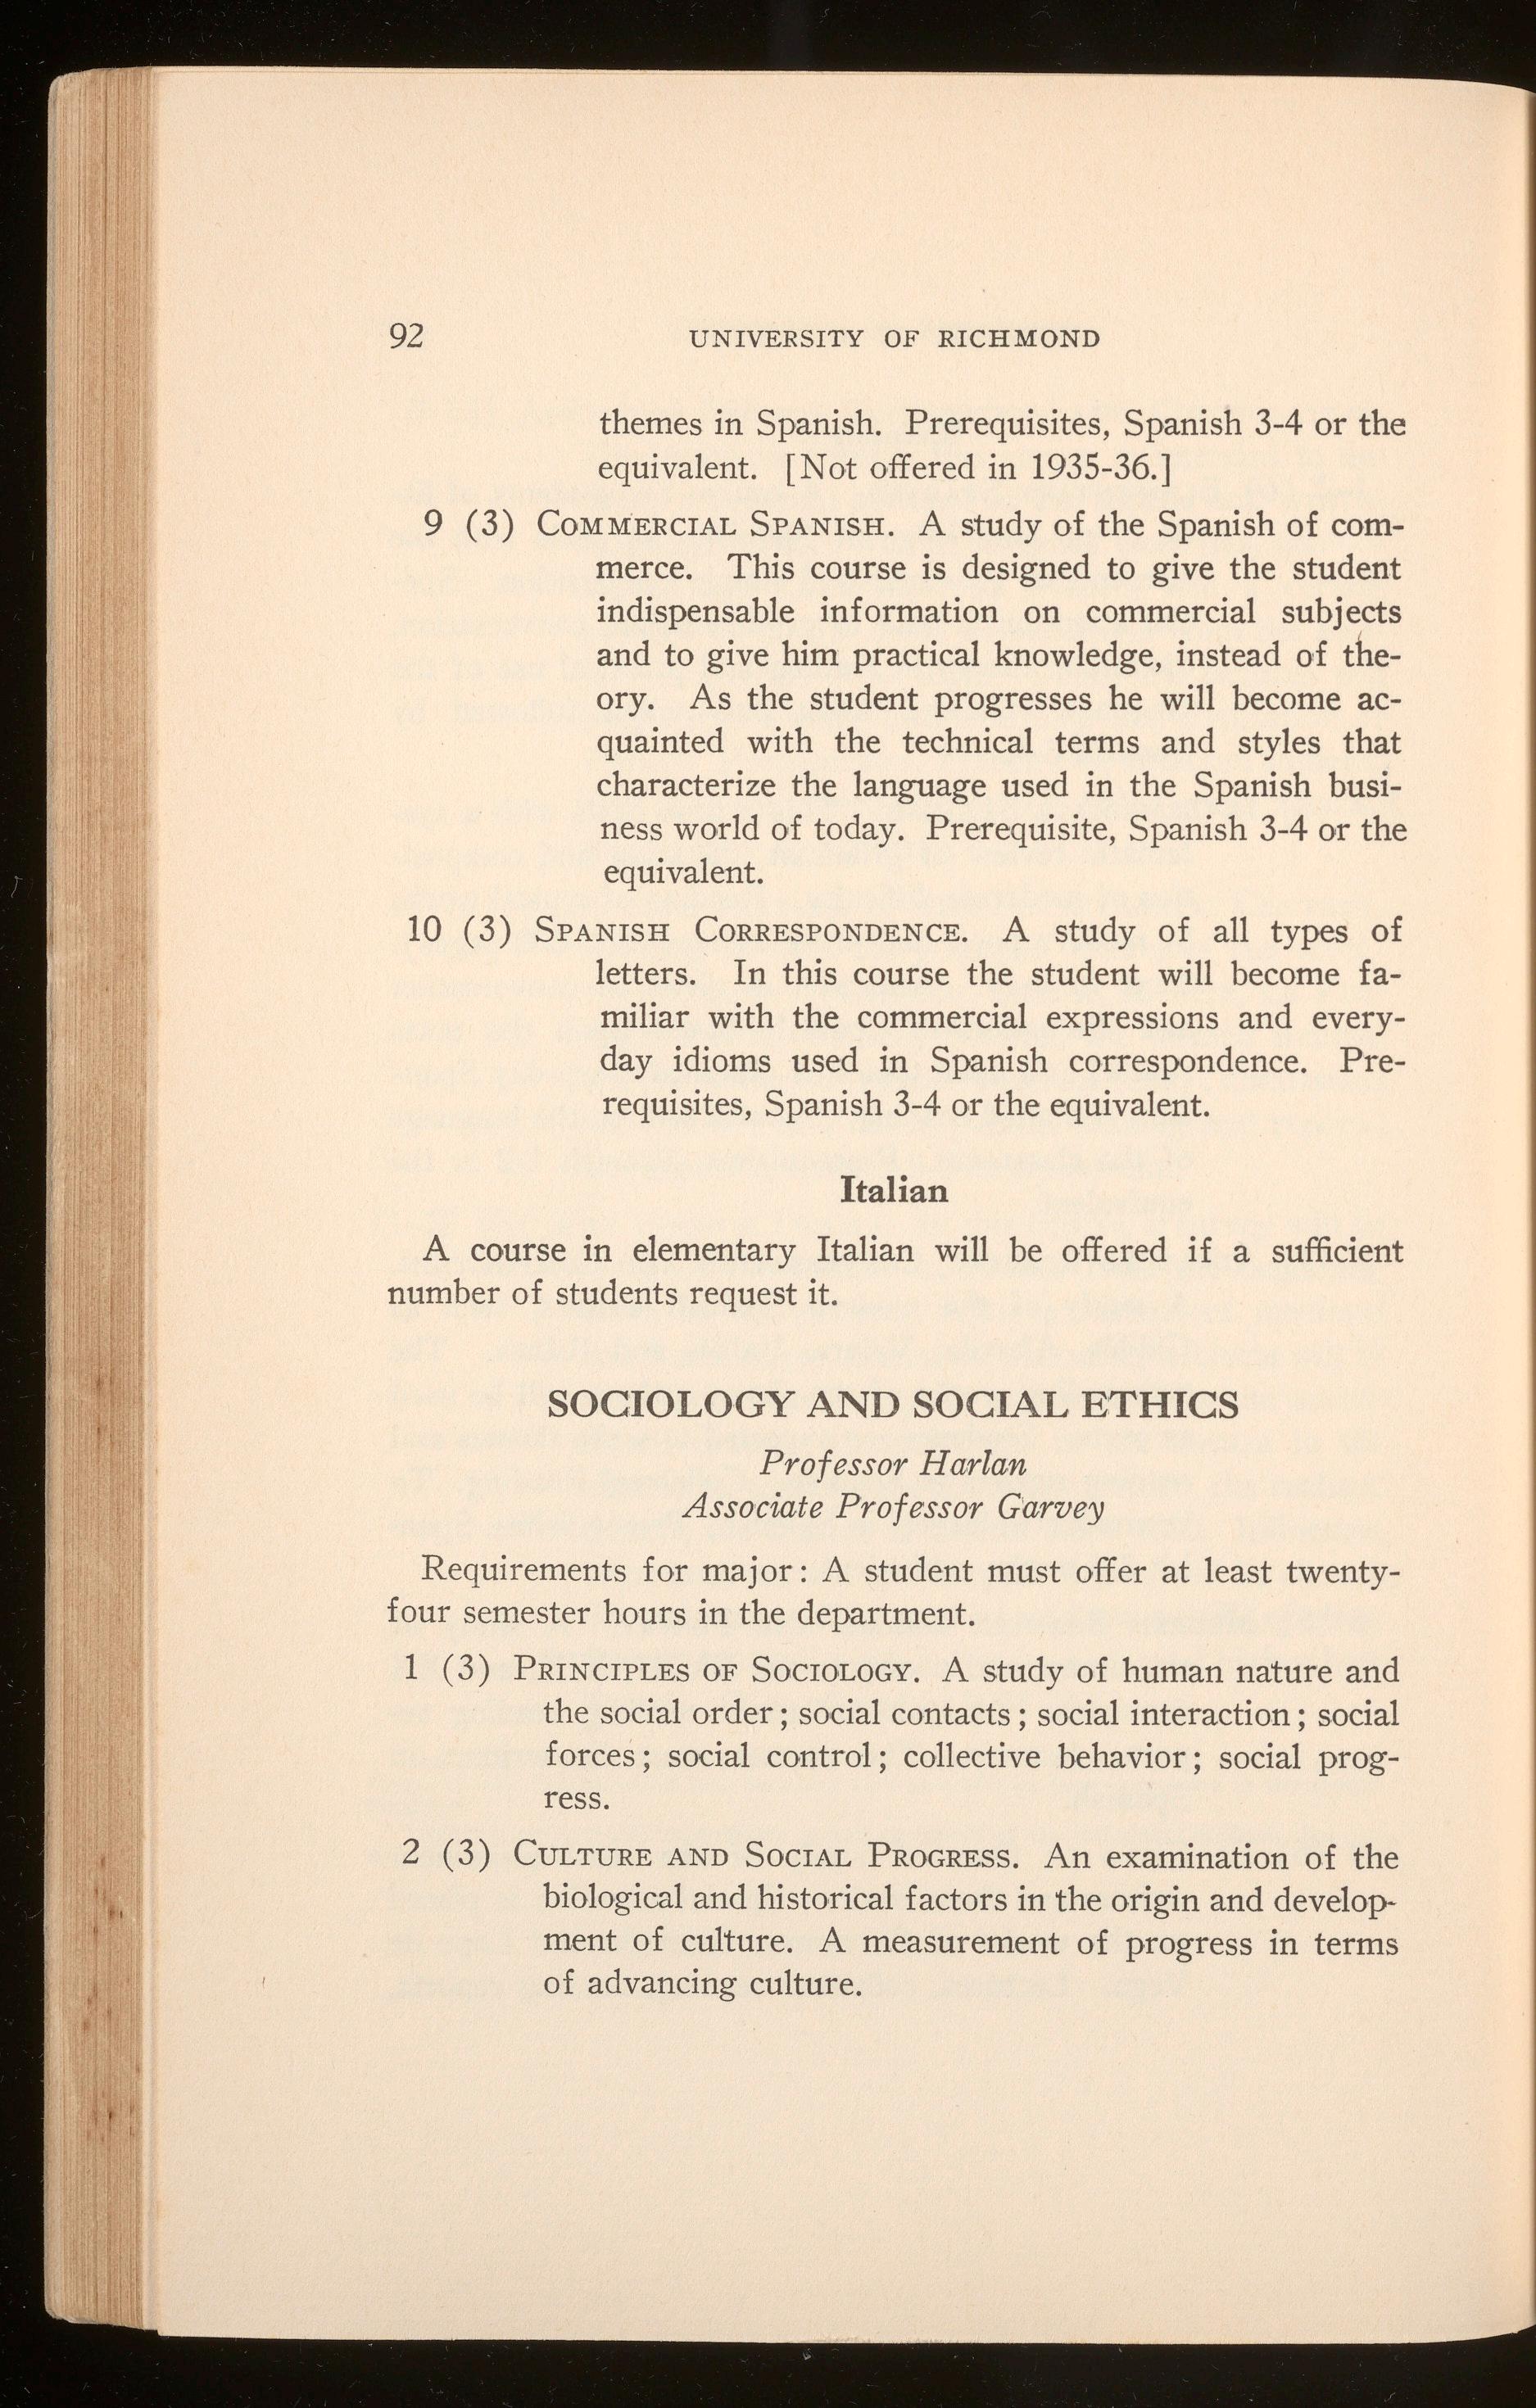 92 UNIVERSITY OF RICHMOND
themes in Spanish. Prerequisites, Spanish 3-4 or the
equivalent. [Not offered in 1935-36.]
9 (3) COMMERCIAL SPANISH. A study of the Spanish of com-
merce. This course is designed to give the student
indispensable information on commercial subjects
and to give him practical knowledge, instead of the-
ory. As the student progresses he will become ac-
quainted with the technical terms and styles that
characterize the language used in the Spanish busi-
ness world of today. Prerequisite, Spanish 3-4 or the
equivalent.
10 (3) SPANISH CORRESPONDENCE. A study of all types of
letters. In this course the student will become fa-
miliar with the commercial expressions and every-
day idioms used in Spanish correspondence. Pre-
requisites, Spanish 3-4 or the equivalent.
Italian
A course in elementary Italian will be offered if a sufficient
number of students request it.
SOCIOLOGY AND SOCIAL ETHICS
Professor Harlan
Associate Professor Garvey
Requirements for major: A student must offer at least twenty-
four semester hours in the department.
1 (3) PRINCIPLES OF SOCIOLOGY. A study of human nature and
the social order; social contacts; social interaction; social
forces; social control; collective behavior; social prog-
ress.
2 (3) CULTURE AND SOCIAL PROGRESS. An examination of the
biological and historical factors in the origin and develop-
ment of culture. A measurement of progress in terms
of advancing culture.